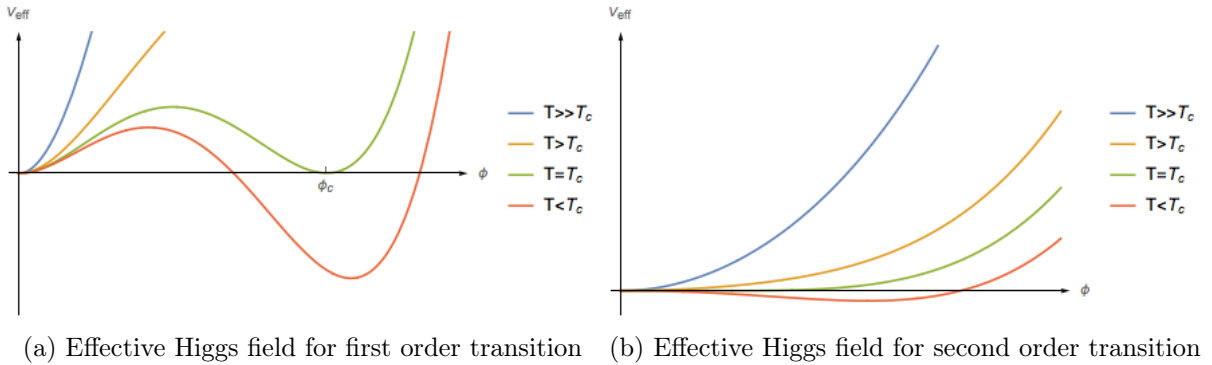 V_eff
T>>T_c
T>T_c
T=T_c
T<T_c
ϕ
ϕ_c
(a) Effective Higgs field for first order transition
V_eff
T>>T_c
T>T_c
T=T_c
T<T_c
ϕ
(b) Effective Higgs field for second order transition